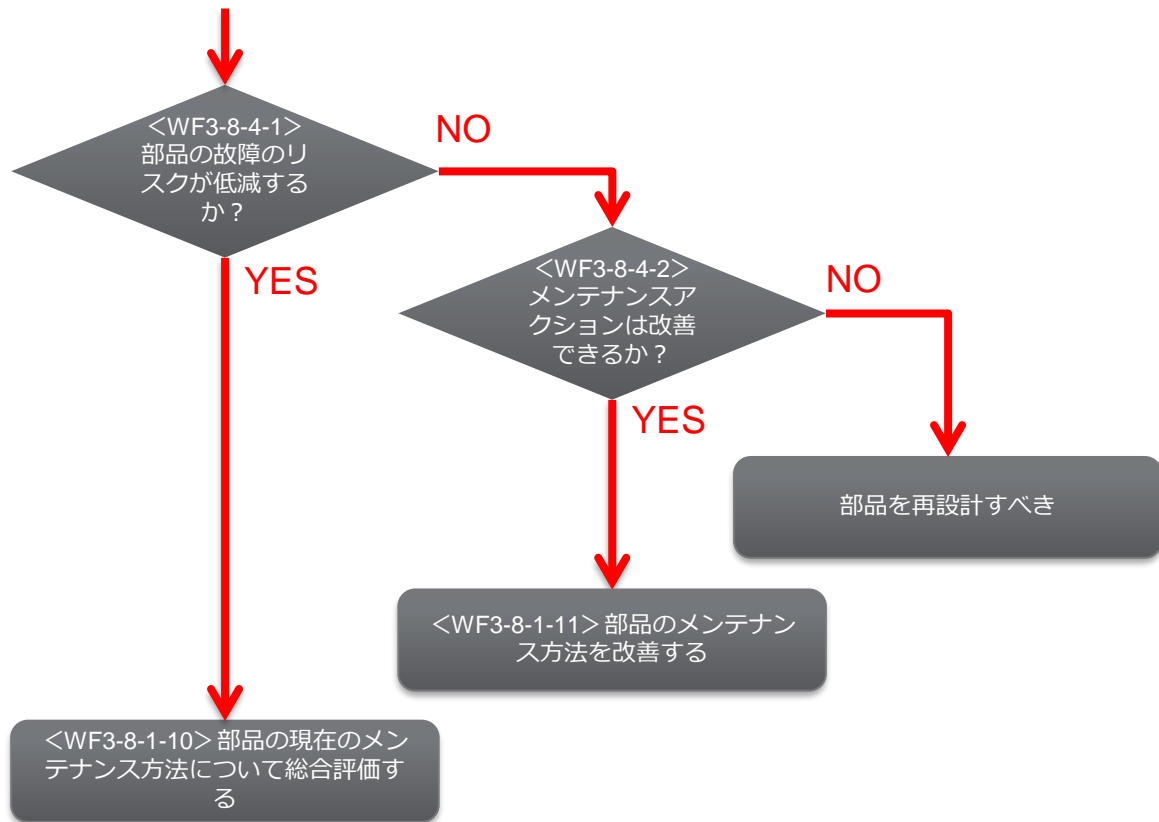 <WF3-8-4-1>
部品の故障のリ
スクが低減する
か？
NO
YES
<WF3-8-4-2>
メンテナンスア
クションは改善
できるか？
NO
YES
部品を再設計すべき
<WF3-8-1-11>部品のメンテナン
ス方法を改善する
<WF3-8-1-10>部品の現在のメン
テナンス方法について総合評価す
る